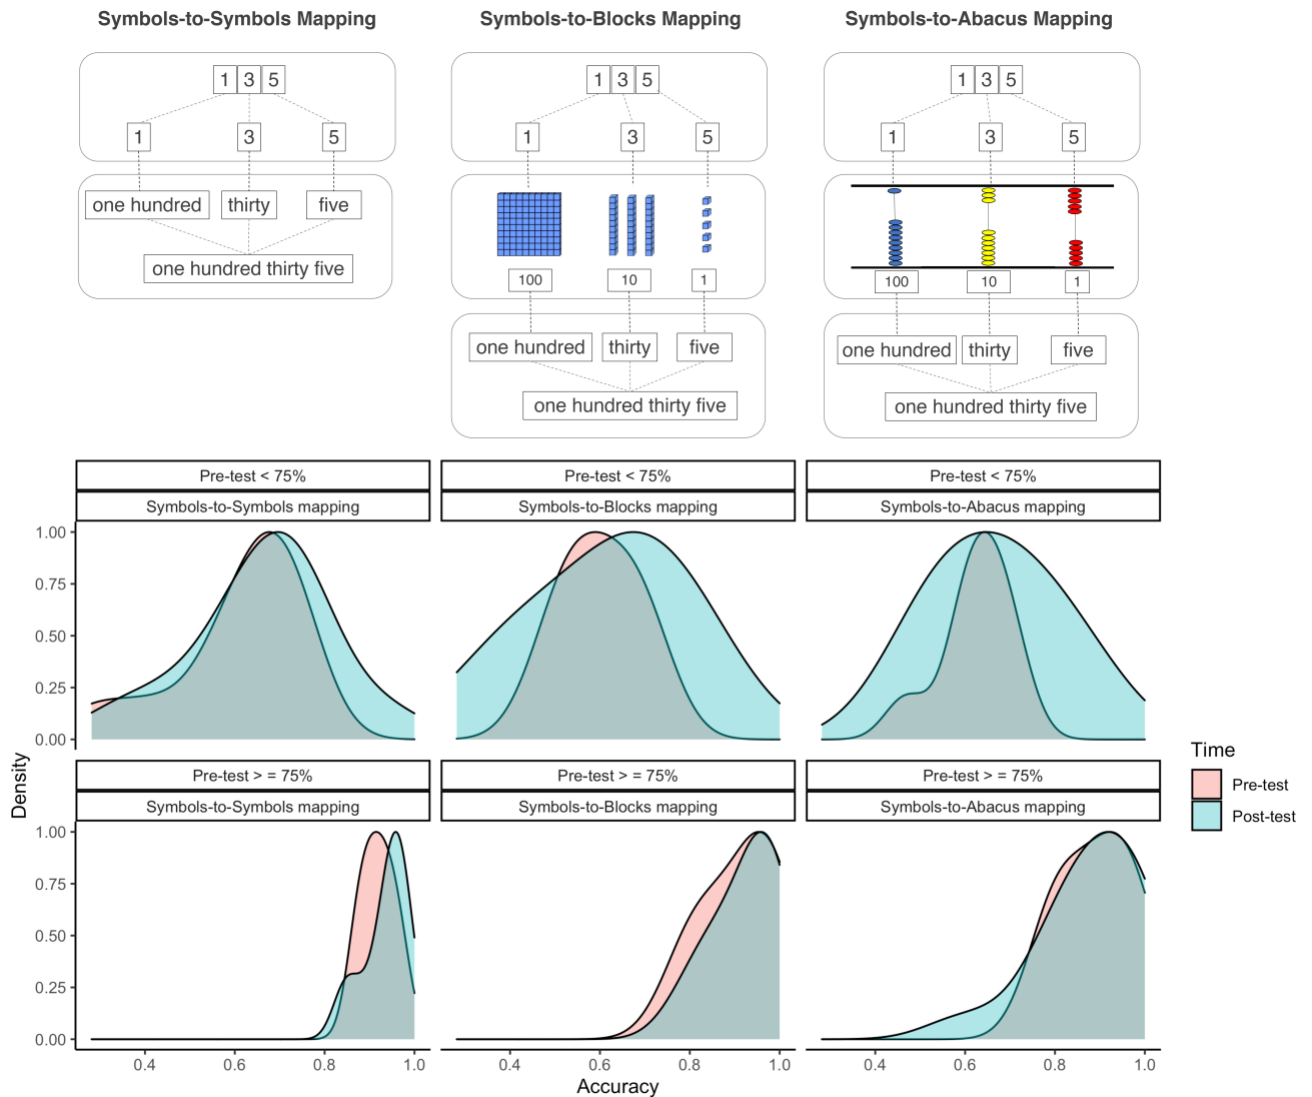 Symbols-to-Symbols Mapping
1 3 5
1 3 5
one hundred thirty five
one hundred thirty five
Symbols-to-Blocks Mapping
1 3 5
1 3 5
100 10 1
one hundred thirty five
one hundred thirty five
Symbols-to-Abacus Mapping
1 3 5
1 3 5
100 10 1
one hundred thirty five
one hundred thirty five
Pre-test < 75% Pre-test < 75% Pre-test < 75%
Symbols-to-Symbols mapping Symbols-to-Blocks mapping Symbols-to-Abacus mapping
1.00
0.75
0.50
0.25
0.00
Density
Pre-test > = 75% Pre-test > = 75% Pre-test > = 75%
Symbols-to-Symbols mapping Symbols-to-Blocks mapping Symbols-to-Abacus mapping
1.00
0.75
0.50
0.25
0.00
0.4 0.6 0.8 1.0 0.4 0.6 0.8 1.0 0.4 0.6 0.8 1.0
Accuracy
Time
Pre-test
Post-test